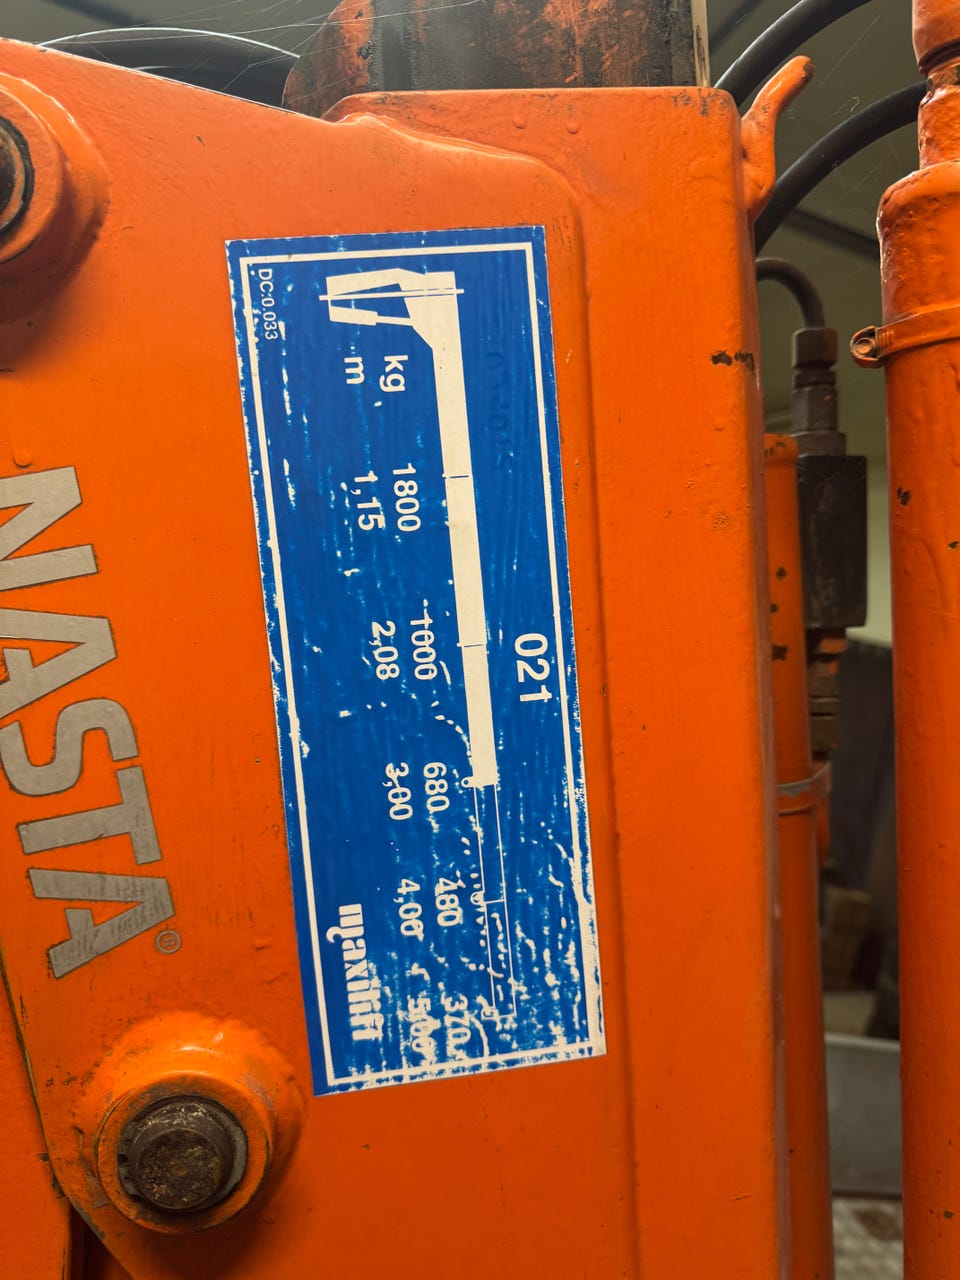 021
kg 1800 1000 680 480 370
m 1,15 2,08 3,00 4,00 5,00
DC:0.033
maxilift
NASTA®